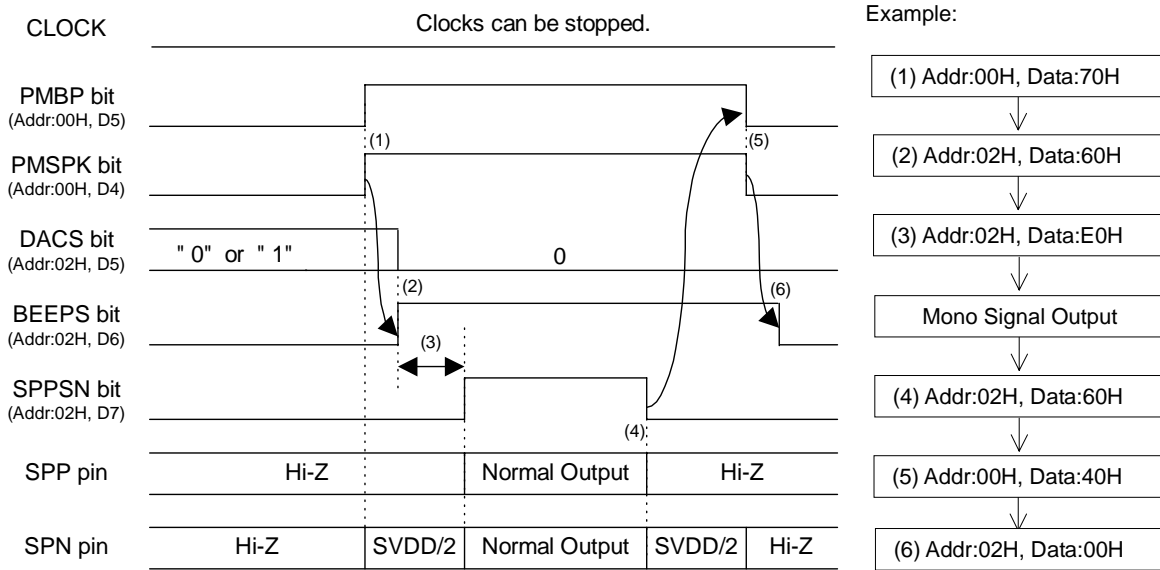 CLOCK
Clocks can be stopped.
PMBP bit
(Addr:00H, D5)
(1)
(5)
PMSPK bit
(Addr:00H, D4)
DACS bit
(Addr:02H, D5)
" 0" or " 1"
0
(2)
(6)
BEEPS bit
(Addr:02H, D6)
(3)
SPPSN bit
(Addr:02H, D7)
(4)
SPP pin
Hi-Z
Normal Output
Hi-Z
SPN pin
Hi-Z
SVDD/2
Normal Output
SVDD/2
Hi-Z
Example:
(1) Addr:00H, Data:70H
(2) Addr:02H, Data:60H
(3) Addr:02H, Data:E0H
Mono Signal Output
(4) Addr:02H, Data:60H
(5) Addr:00H, Data:40H
(6) Addr:02H, Data:00H